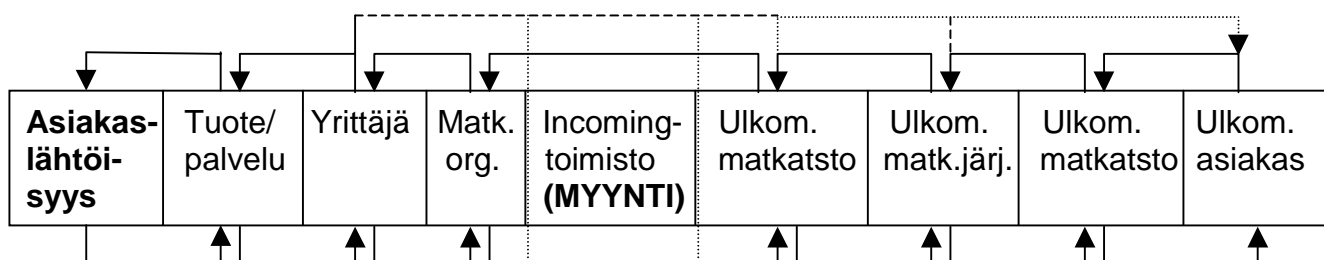 Asiakas-
lähtöi-
syys
Tuote/
palvelu
Yrittäjä
Matk.
org.
Incoming-
toimisto
(MYYNTI)
Ulkom.
matkatsto
Ulkom.
matk.järj.
Ulkom.
matkatsto
Ulkom.
asiakas